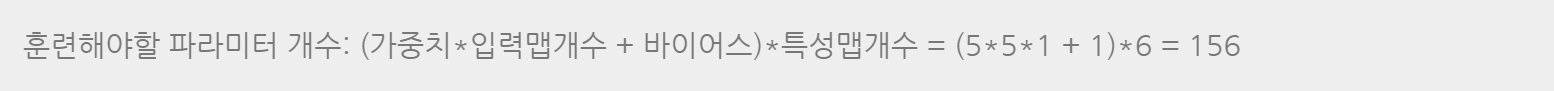 훈련해야할 파라미터 개수: (가중치*입력맵개수 + 바이어스)*특성맵개수 = (5*5*1 + 1)*6 = 156